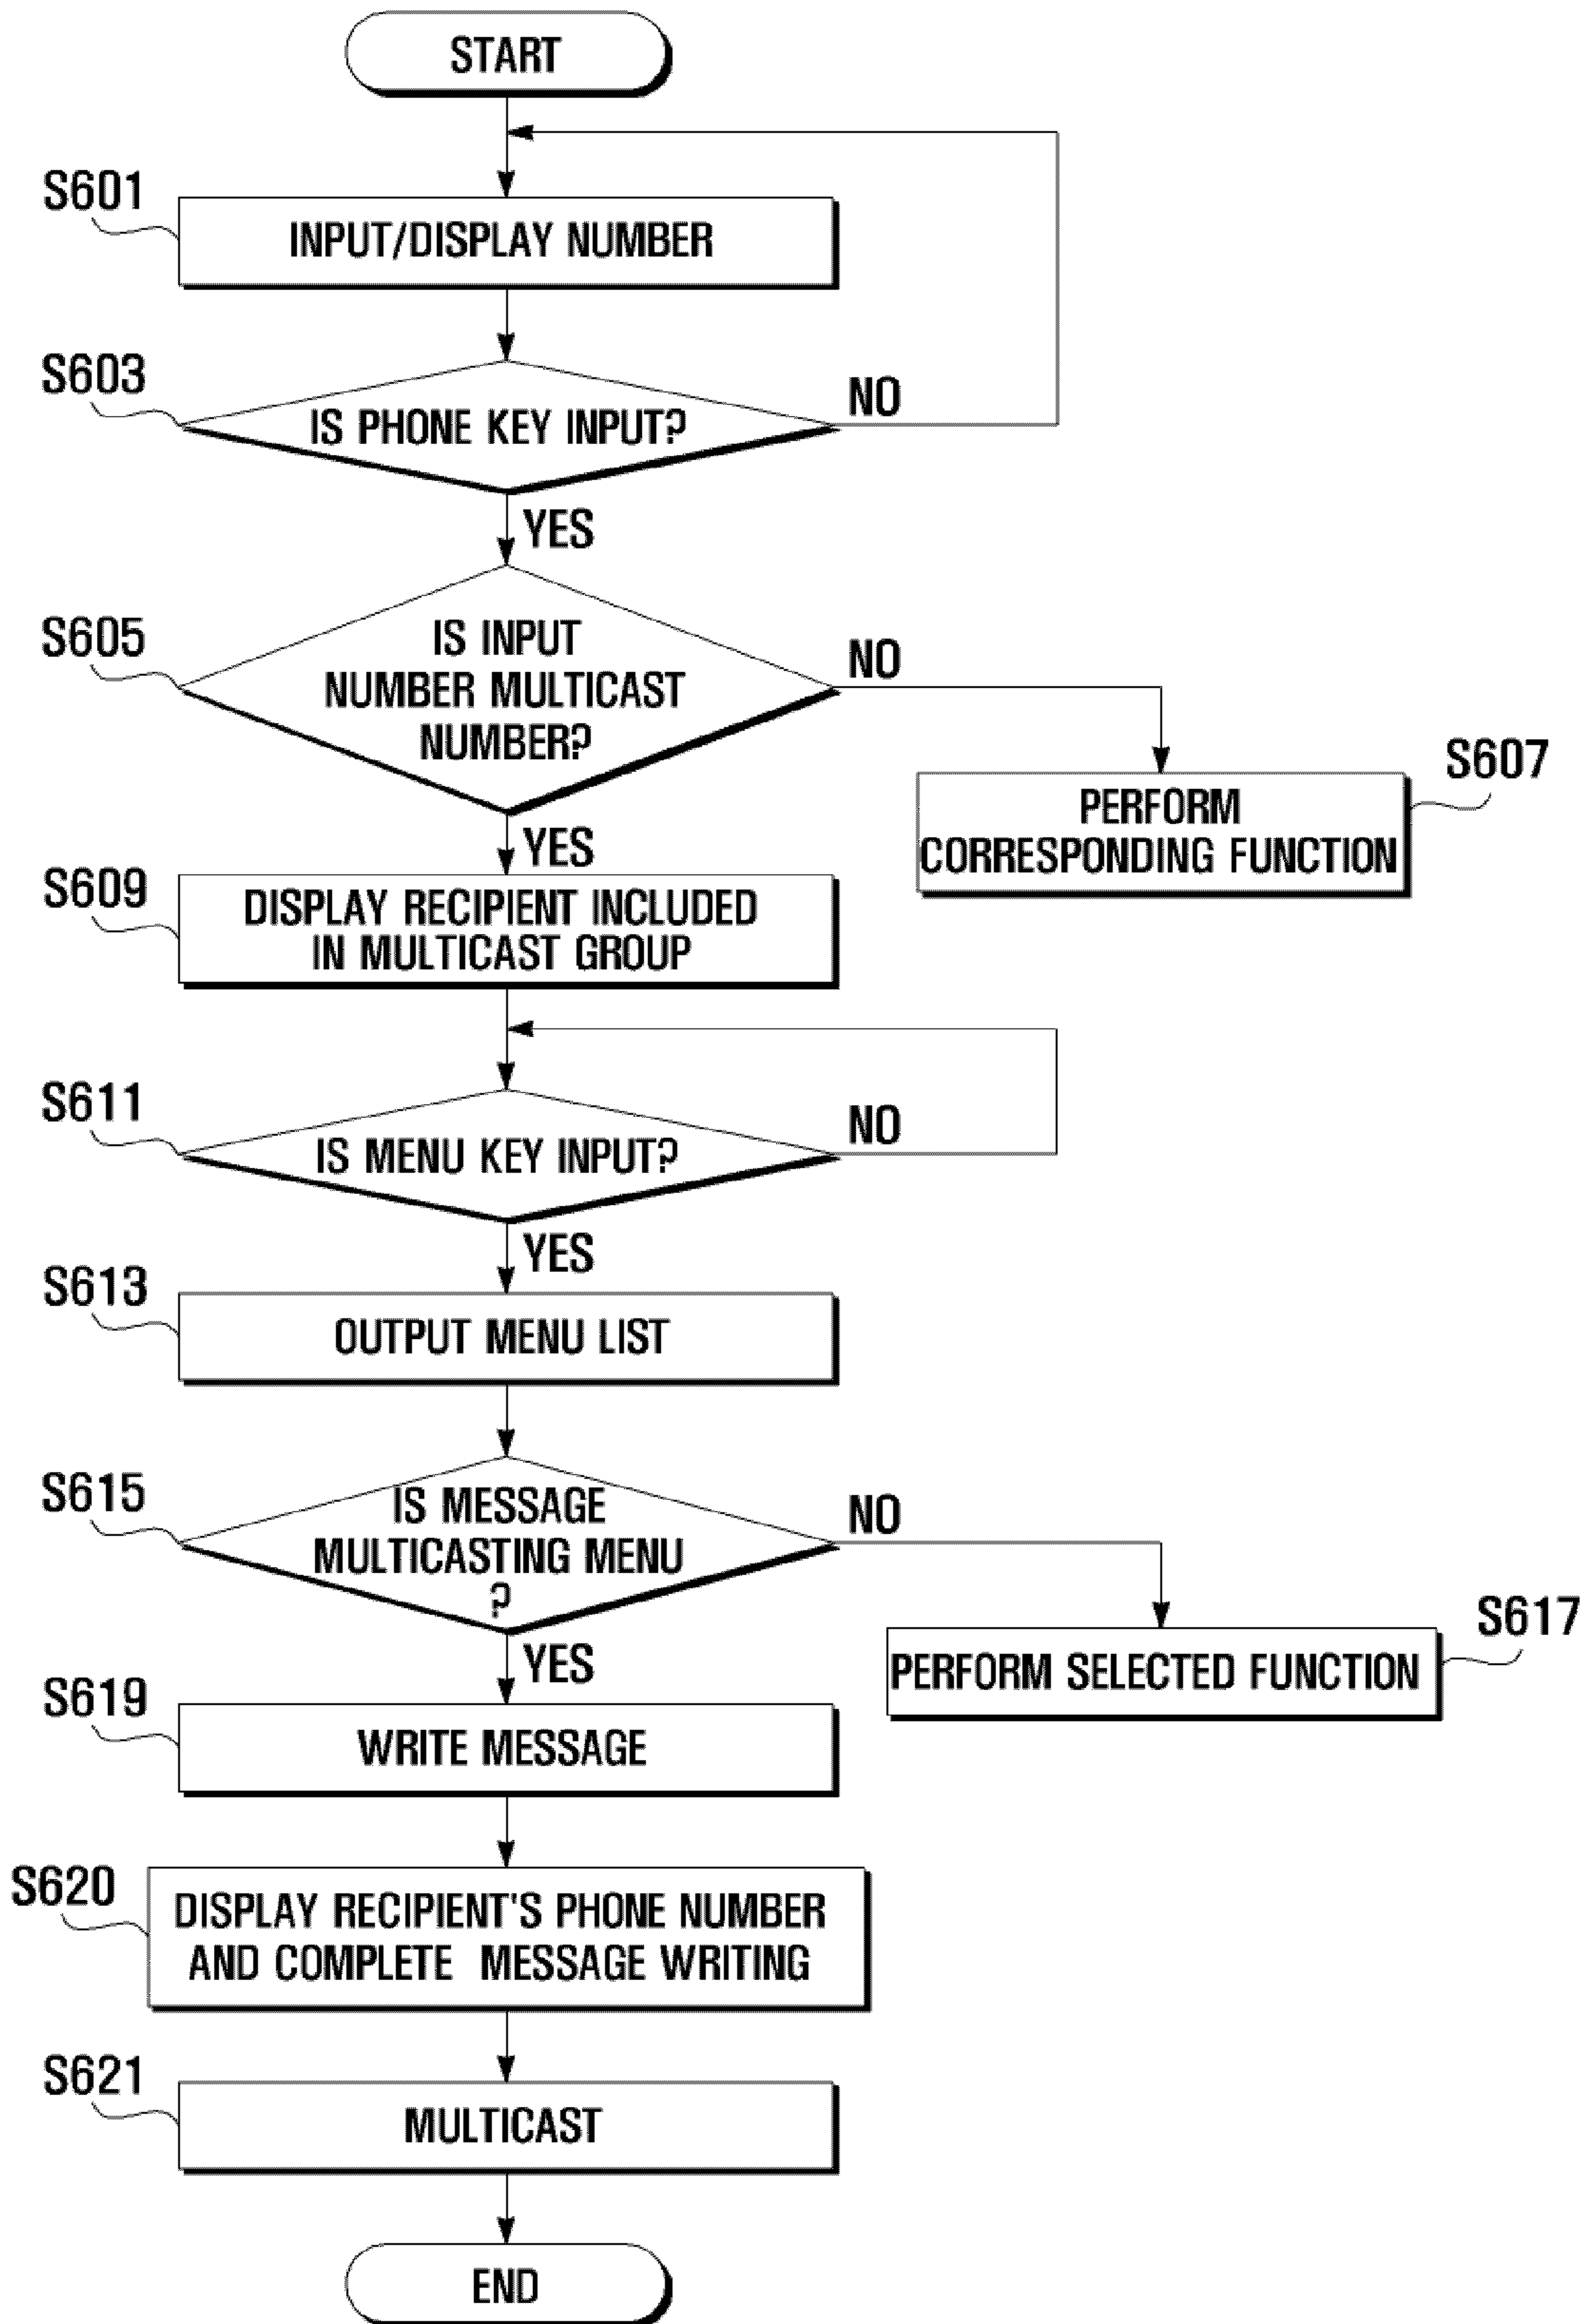 START
S601
INPUT/DISPLAY NUMBER
S603
IS PHONE KEY INPUT?
NO
YES
S605
IS INPUT
NUMBER MULTICAST
NUMBER?
NO
S607
PERFORM
CORRESPONDING FUNCTION
YES
S609
DISPLAY RECIPIENT INCLUDED
IN MULTICAST GROUP
S611
IS MENU KEY INPUT?
NO
YES
S613
OUTPUT MENU LIST
S615
IS MESSAGE
MULTICASTING MENU
?
NO
S617
PERFORM SELECTED FUNCTION
YES
S619
WRITE MESSAGE
S620
DISPLAY RECIPIENT'S PHONE NUMBER
AND COMPLETE MESSAGE WRITING
S621
MULTICAST
END